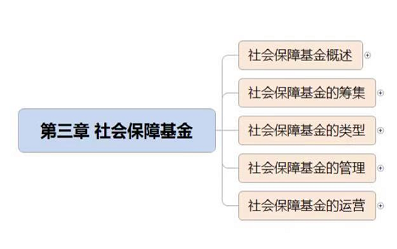 第三章 社会保障基金
社会保障基金概述
社会保障基金的筹集
社会保障基金的类型
社会保障基金的管理
社会保障基金的运营